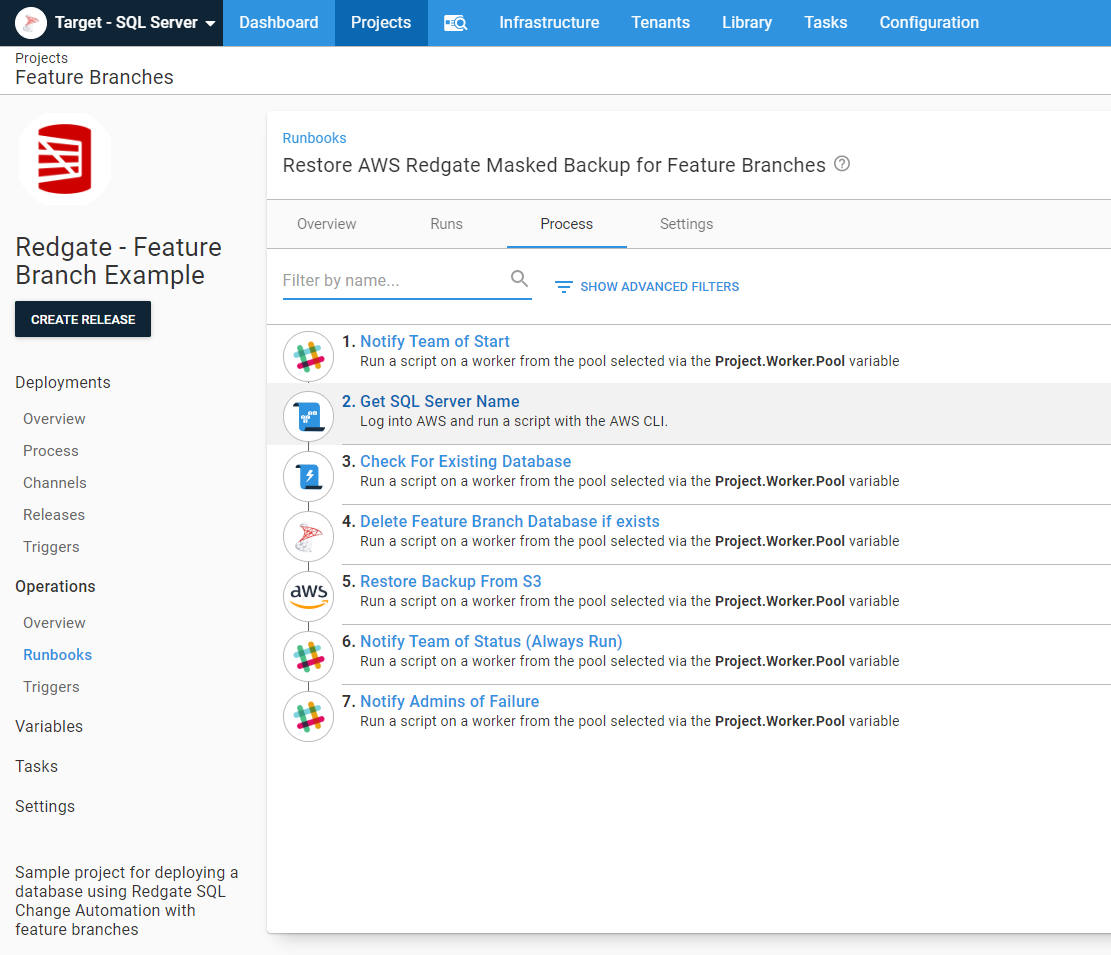 Target - SQL Server
Dashboard
Projects
Infrastructure
Tenants
Library
Tasks
Configuration
Projects
Feature Branches
Redgate - Feature
Branch Example
CREATE RELEASE
Deployments
Overview
Process
Channels
Releases
Triggers
Operations
Overview
Runbooks
Triggers
Variables
Tasks
Settings
Sample project for deploying a
database using Redgate SQL
Change Automation with
feature branches
Runbooks
Restore AWS Redgate Masked Backup for Feature Branches ?
Overview
Runs
Process
Settings
Filter by name...
SHOW ADVANCED FILTERS
1. Notify Team of Start
Run a script on a worker from the pool selected via the Project.Worker.Pool variable
2. Get SQL Server Name
Log into AWS and run a script with the AWS CLI.
3. Check For Existing Database
Run a script on a worker from the pool selected via the Project.Worker.Pool variable
4. Delete Feature Branch Database if exists
Run a script on a worker from the pool selected via the Project.Worker.Pool variable
aws
5. Restore Backup From S3
Run a script on a worker from the pool selected via the Project.Worker.Pool variable
6. Notify Team of Status (Always Run)
Run a script on a worker from the pool selected via the Project.Worker.Pool variable
7. Notify Admins of Failure
Run a script on a worker from the pool selected via the Project.Worker.Pool variable